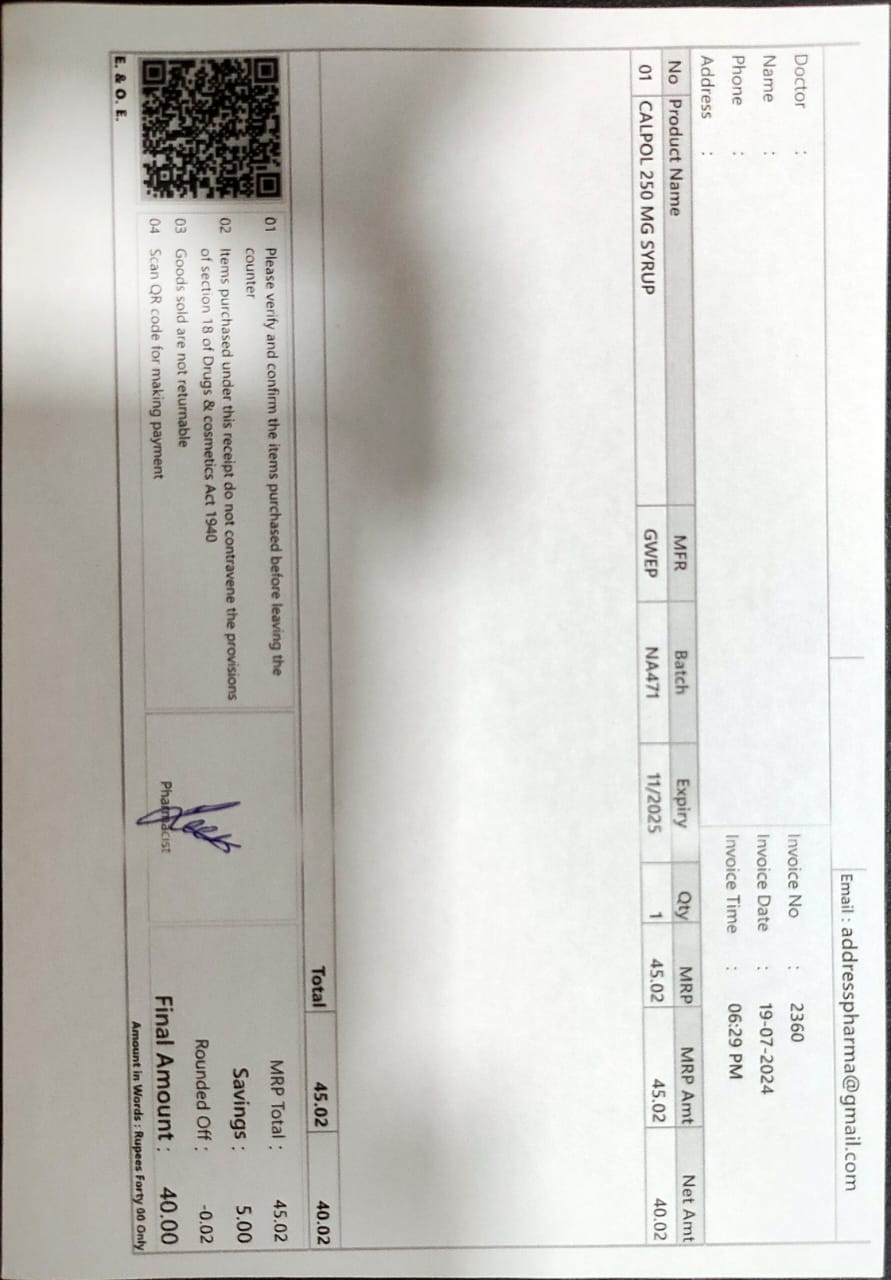 Email : addresspharma@gmail.com
Doctor :
Name :
Phone :
Address :
Invoice No : 2360
Invoice Date : 19-07-2024
Invoice Time : 06:29 PM
No Product Name MFR Batch Expiry Qty MRP MRP Amt Net Amt
01 CALPOL 250 MG SYRUP GWEP NA471 11/2025 1 45.02 45.02 40.02
Total 45.02 40.02
01 Please verify and confirm the items purchased before leaving the
counter
02 Items purchased under this receipt do not contravene the provisions
of section 18 of Drugs & cosmetics Act 1940
03 Goods sold are not returnable
04 Scan QR code for making payment
Pharmacist
MRP Total : 45.02
Savings : 5.00
Rounded Off : -0.02
Final Amount : 40.00
Amount in Words : Rupees Forty 00 Only
E. & O. E.